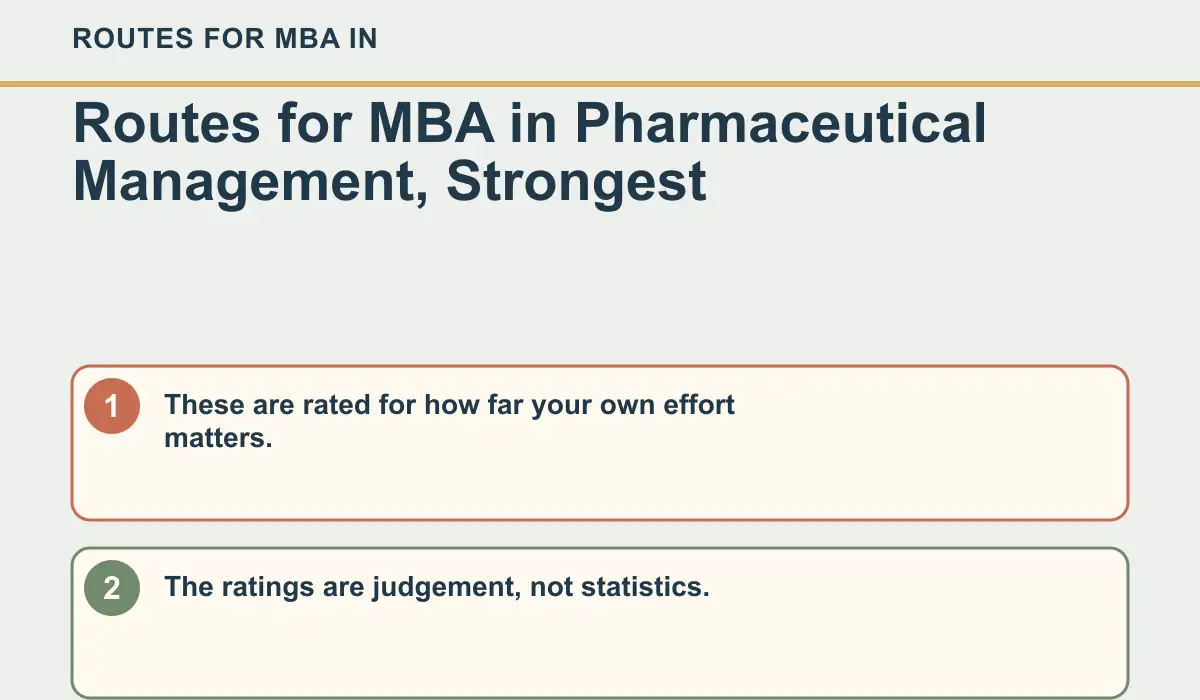 ROUTES FOR MBA IN
Routes for MBA in Pharmaceutical
Management, Strongest
1
These are rated for how far your own effort
matters.
2
The ratings are judgement, not statistics.